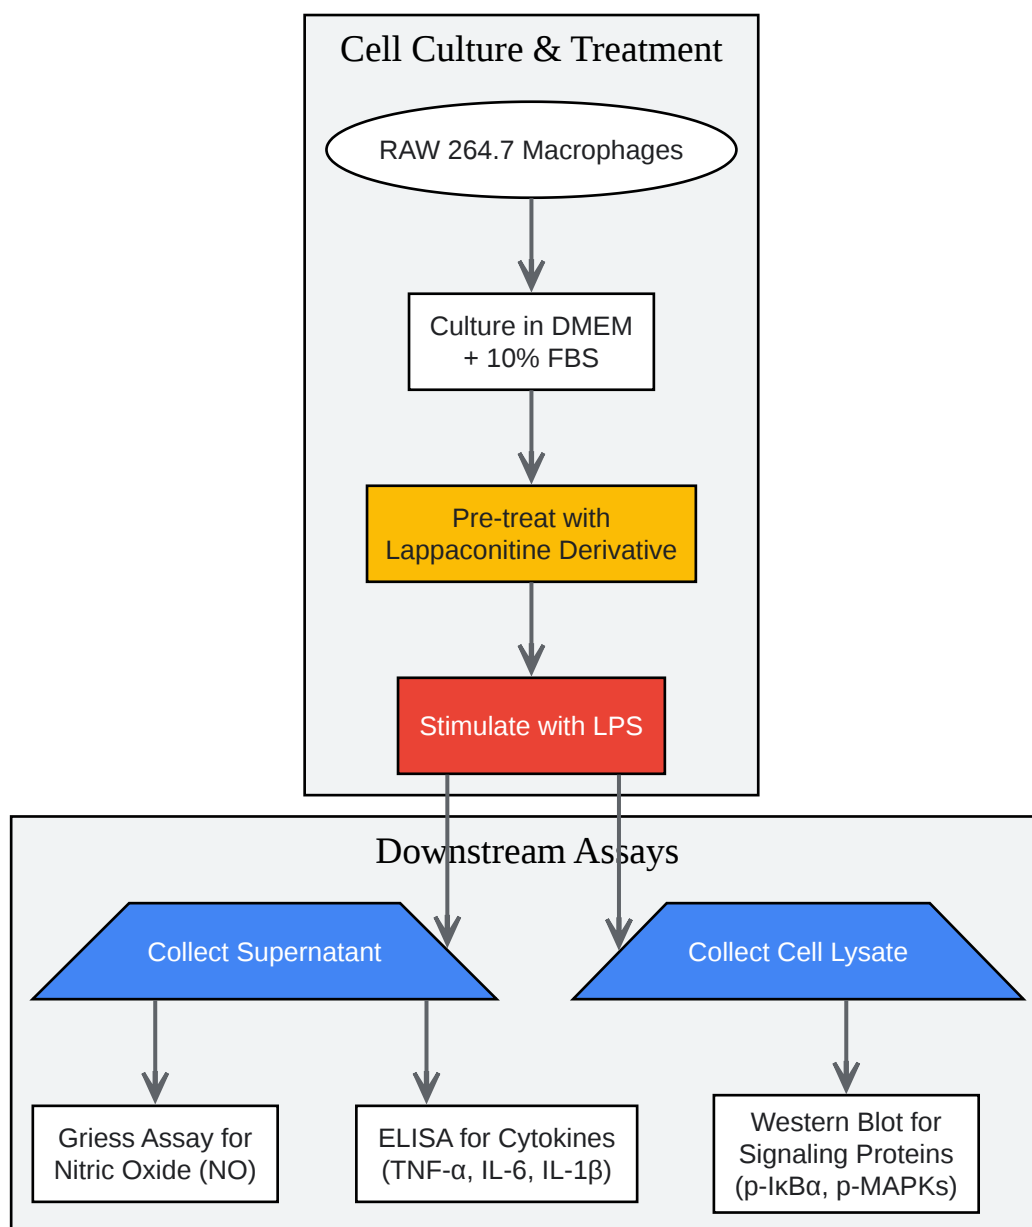 Cell Culture & Treatment
RAW 264.7 Macrophages
Culture in DMEM
+ 10% FBS
Pre-treat with
Lappaconitine Derivative
Stimulate with LPS
Downstream Assays
Collect Supernatant
Collect Cell Lysate
Griess Assay for
Nitric Oxide (NO)
ELISA for Cytokines
(TNF-α, IL-6, IL-1β)
Western Blot for
Signaling Proteins
(p-IκBα, p-MAPKs)